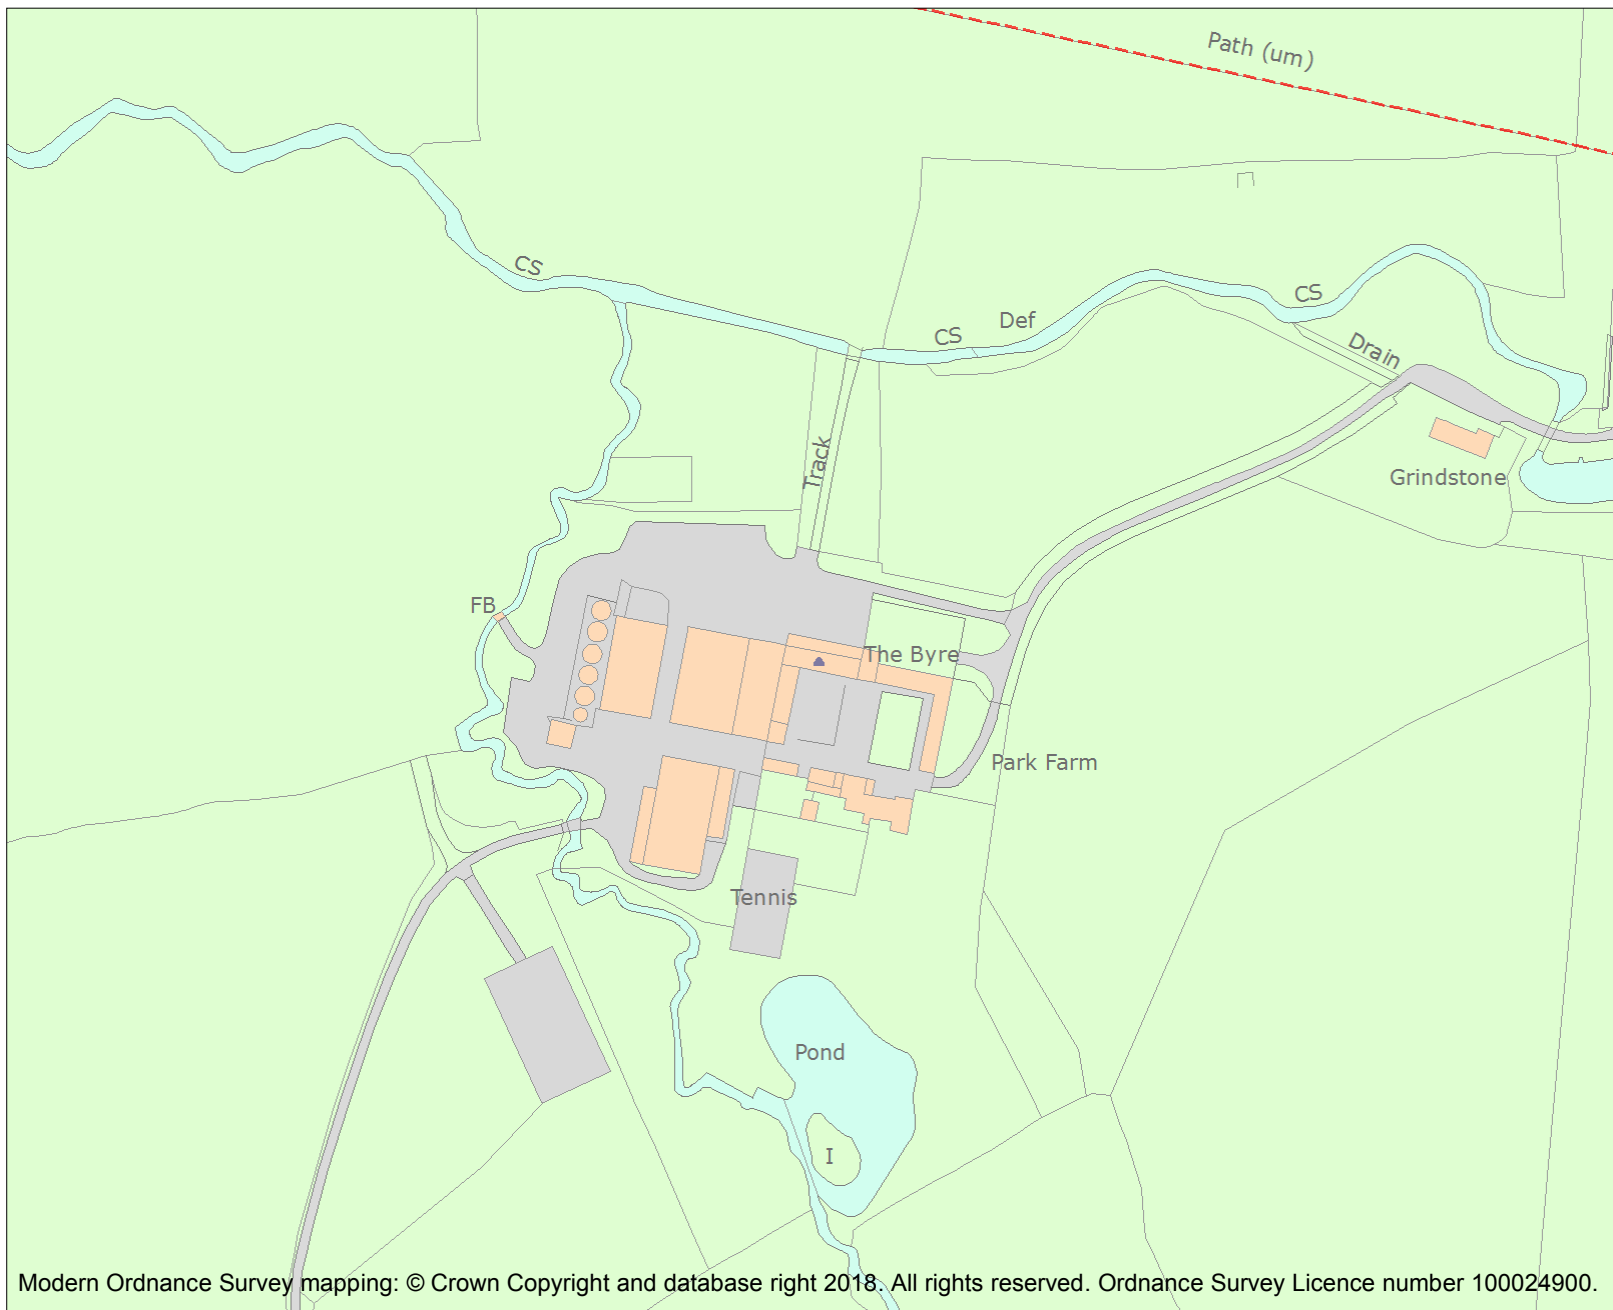 Path (um)
CS
CS
CS
Def
Drain
Track
Grindstone
FB
The Byre
Park Farm
Tennis
Pond
I
Modern Ordnance Survey mapping: © Crown Copyright and database right 2018. All rights reserved. Ordnance Survey Licence number 100024900.